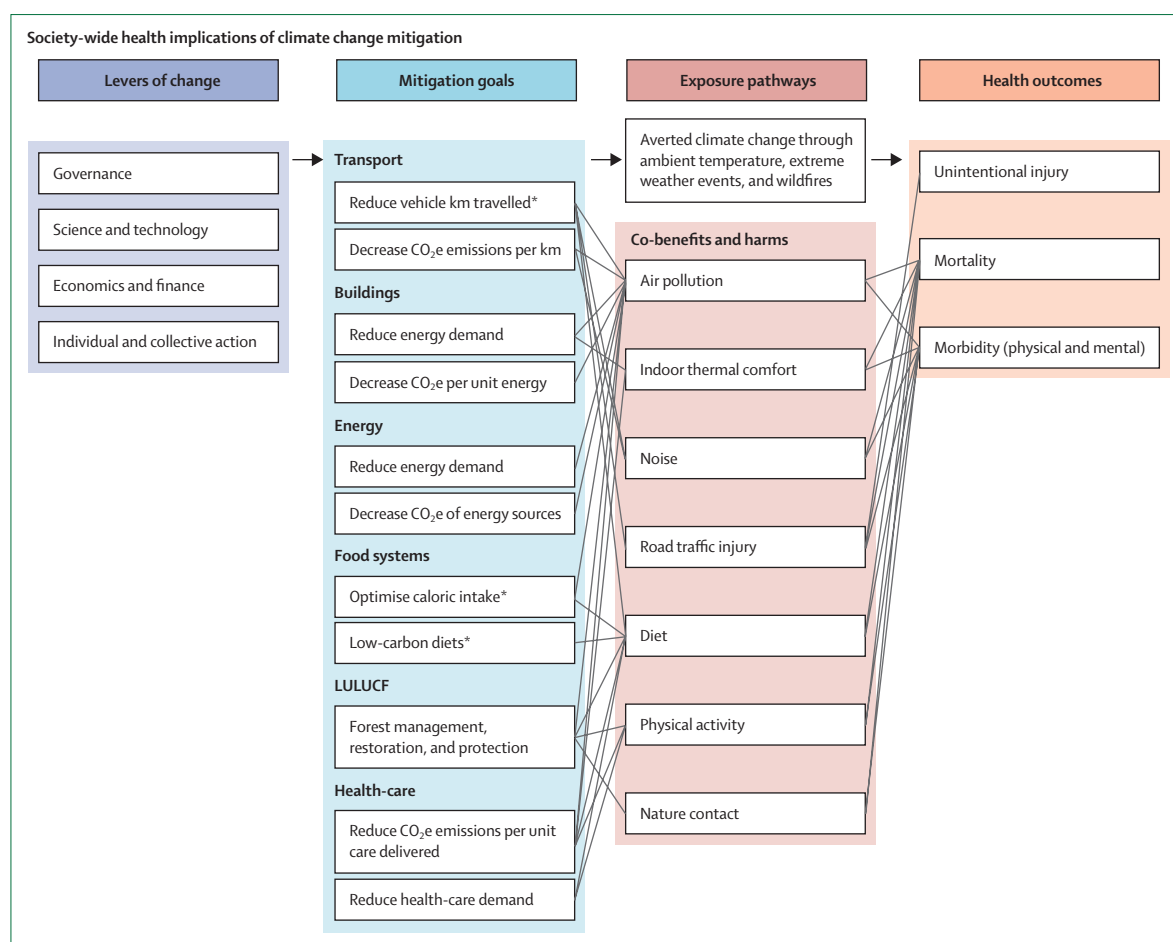 Society-wide health implications of climate change mitigation
Levers of change
Mitigation goals
Exposure pathways
Health outcomes
Governance
Science and technology
Economics and finance
Individual and collective action
Transport
Reduce vehicle km travelled*
Decrease CO₂e emissions per km
Buildings
Reduce energy demand
Decrease CO₂e per unit energy
Energy
Reduce energy demand
Decrease CO₂e of energy sources
Food systems
Optimise caloric intake*
Low-carbon diets*
LULUCF
Forest management,
restoration, and protection
Health-care
Reduce CO₂e emissions per unit
care delivered
Reduce health-care demand
Averted climate change through
ambient temperature, extreme
weather events, and wildfires
Co-benefits and harms
Air pollution
Indoor thermal comfort
Noise
Road traffic injury
Diet
Physical activity
Nature contact
Unintentional injury
Mortality
Morbidity (physical and mental)